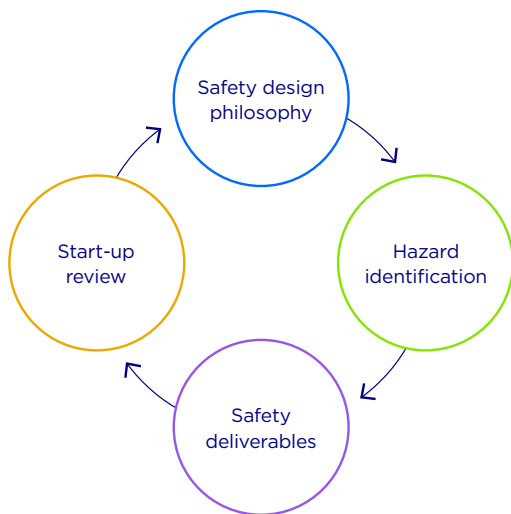 Safety design
philosophy
Hazard
identification
Safety
deliverables
Start-up
review